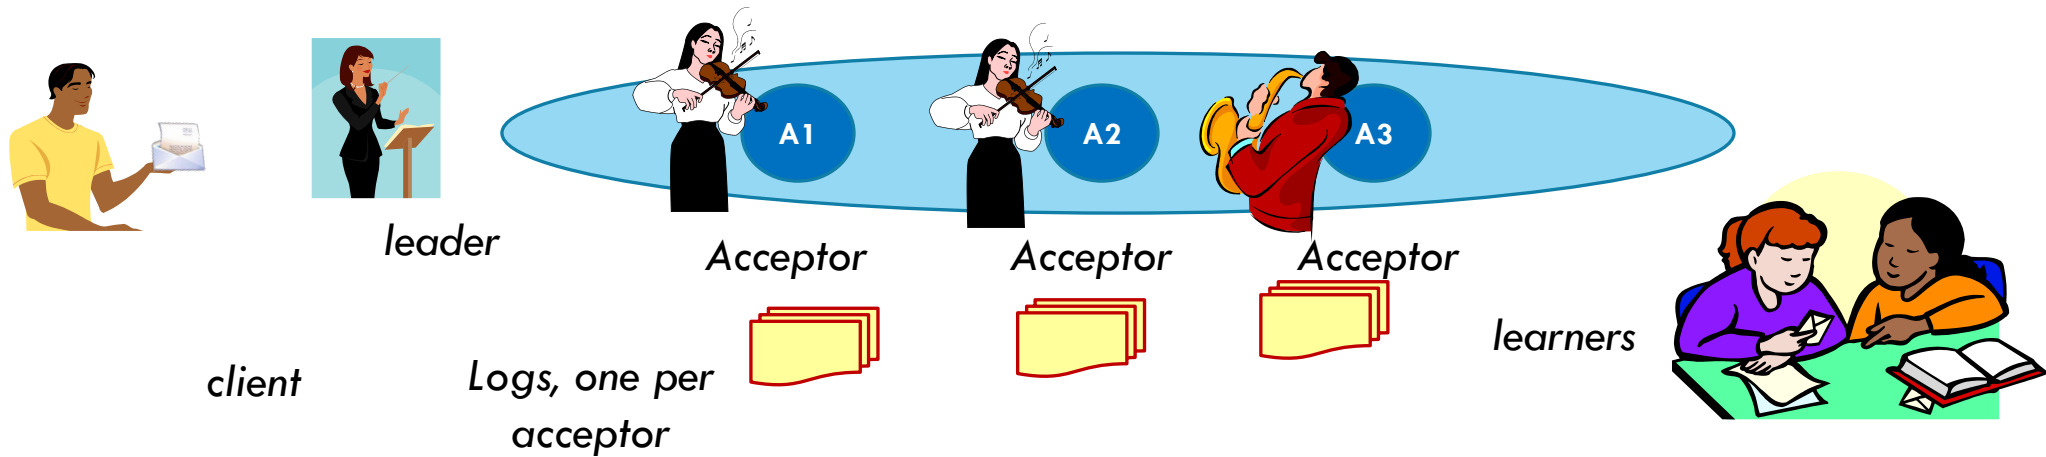 A1
A2
A3
leader
Acceptor
Acceptor
Acceptor
learners
client
Logs, one per
acceptor